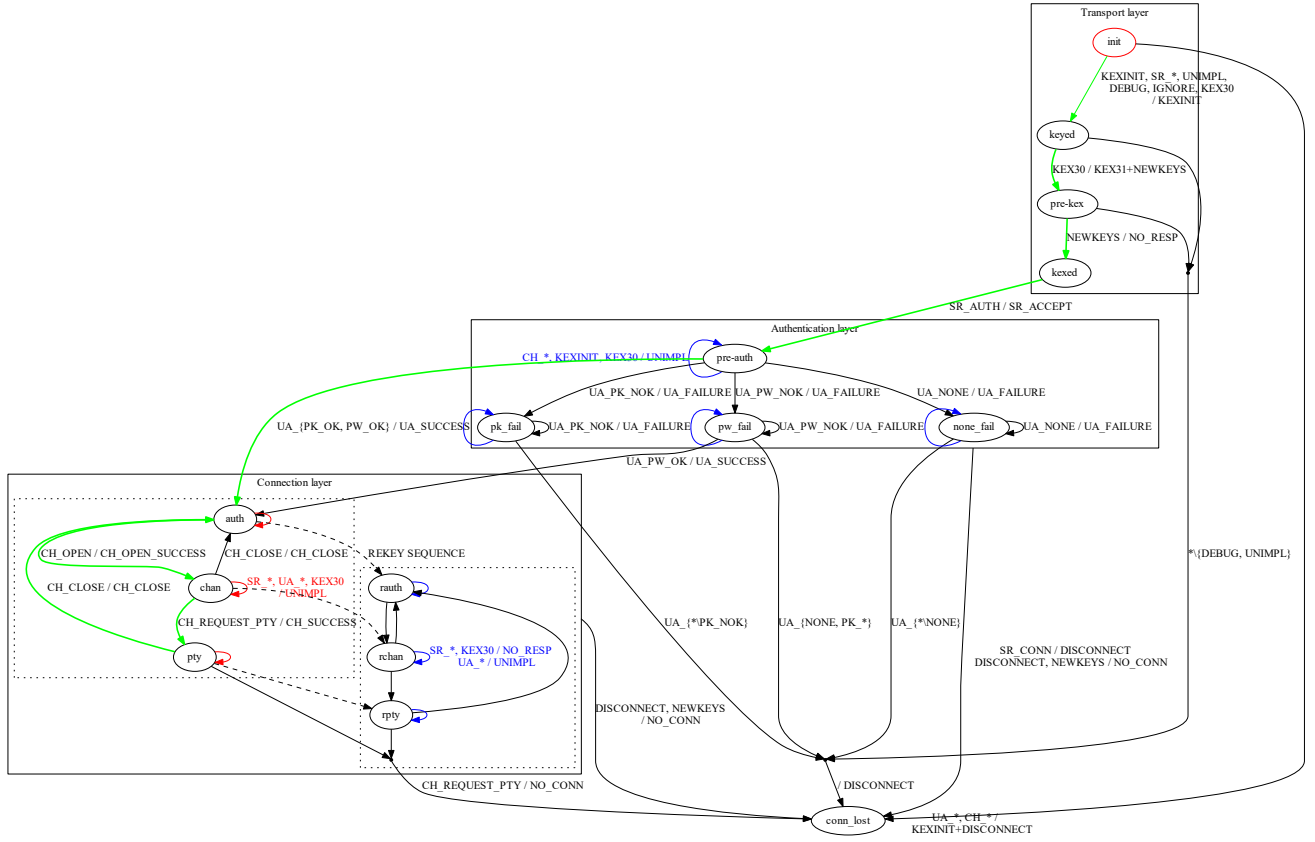 Transport layer
init
KEXINIT, SR_*, UNIMPL,
DEBUG, IGNORE, KEX30
/ KEXINIT
keyed
KEX30 / KEX31+NEWKEYS
pre-kex
NEWKEYS / NO_RESP
kexed
SR_AUTH / SR_ACCEPT
Authentication layer
CH_*, KEXINIT, KEX30 / UNIMPL
pre-auth
UA_PK_NOK / UA_FAILURE
UA_PW_NOK / UA_FAILURE
UA_NONE / UA_FAILURE
UA_{PK_OK, PW_OK} / UA_SUCCESS
pk_fail
UA_PK_NOK / UA_FAILURE
pw_fail
UA_PW_NOK / UA_FAILURE
none_fail
UA_NONE / UA_FAILURE
UA_PW_OK / UA_SUCCESS
Connection layer
auth
CH_OPEN / CH_OPEN_SUCCESS
CH_CLOSE / CH_CLOSE
REKEY SEQUENCE
*\{DEBUG, UNIMPL}
CH_CLOSE / CH_CLOSE
chan
SR_*, UA_*, KEX30
/ UNIMPL
rauth
CH_REQUEST_PTY / CH_SUCCESS
UA_{*\PK_NOK}
UA_{NONE, PK_*}
UA_{*\NONE}
pty
rchan
SR_*, KEX30 / NO_RESP
UA_* / UNIMPL
SR_CONN / DISCONNECT
DISCONNECT, NEWKEYS / NO_CONN
rpty
DISCONNECT, NEWKEYS
/ NO_CONN
CH_REQUEST_PTY / NO_CONN
/ DISCONNECT
conn_lost
UA_*, CH_* /
KEXINIT+DISCONNECT